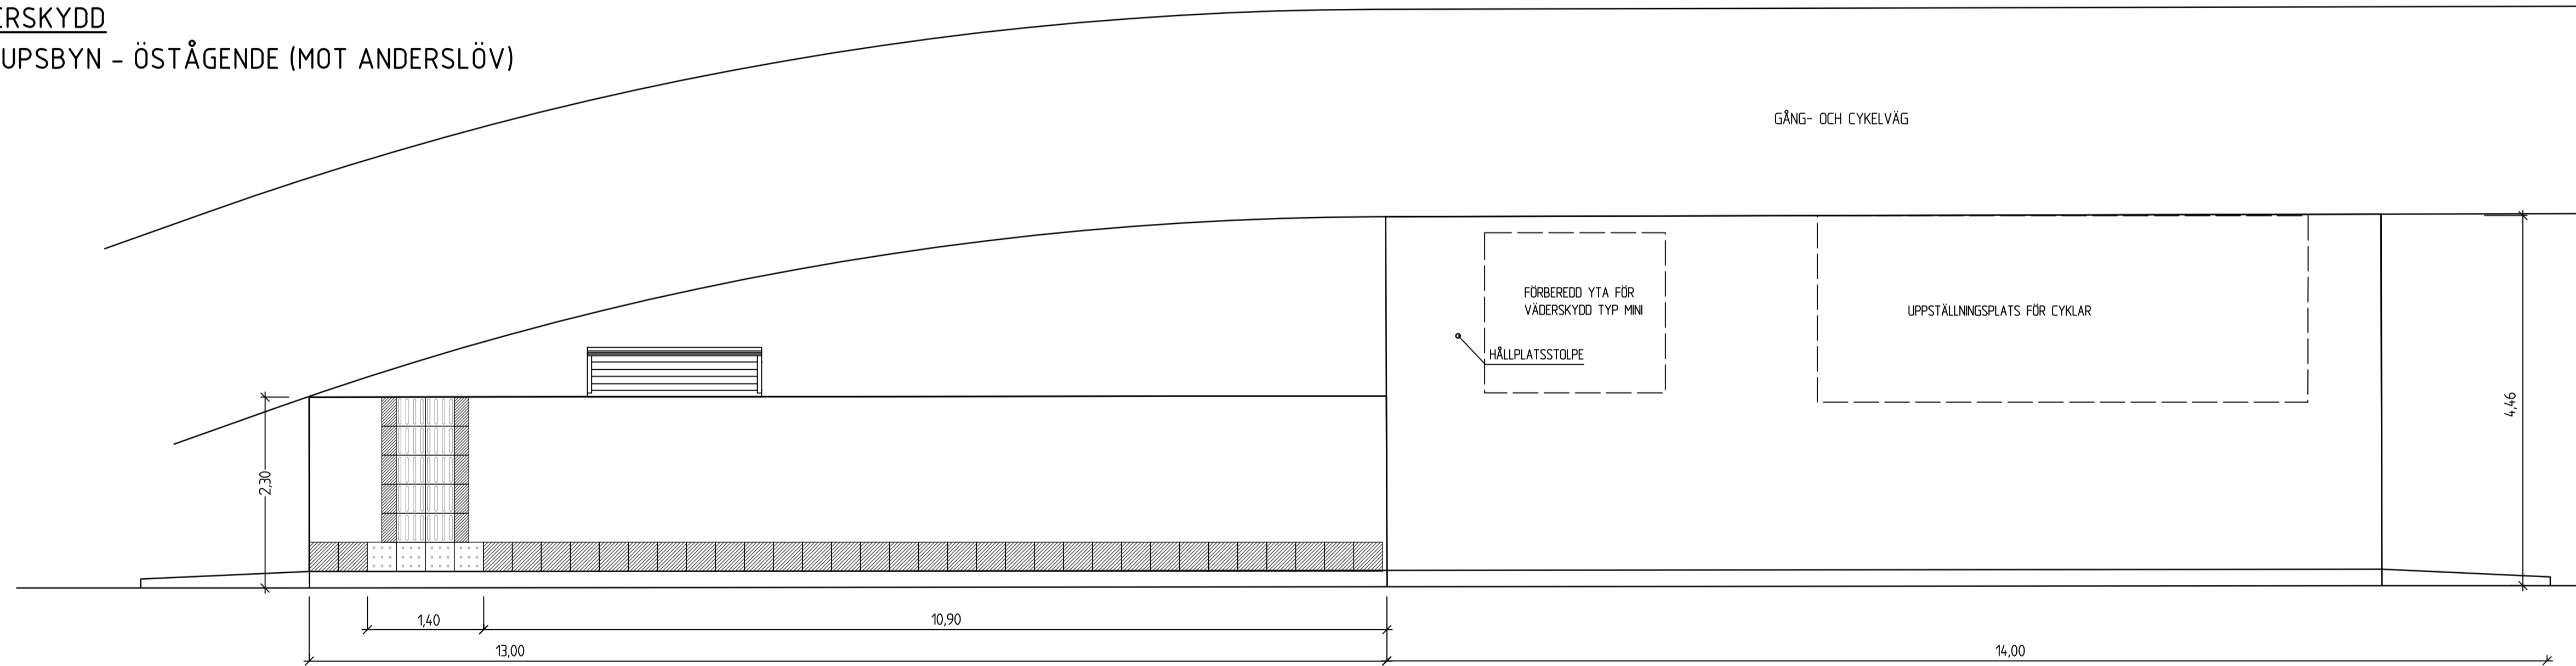 ERSKYDD
UPSBYN – ÖSTÅGENDE (MOT ANDERSLÖV)
GÅNG- OCH CYKELVÄG
FÖRBEREDD YTA FÖR
VÄDERSKYDD TYP MINI
UPPSTÄLLNINGSPLATS FÖR CYKLAR
HÅLLPLATSSTOLPE
4,46
2,30
1,40
10,90
13,00
14,00